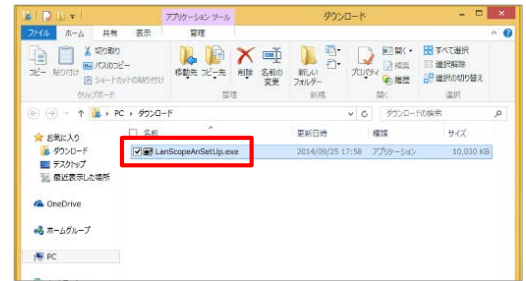 アプリケーション ツール
ダウンロード
ファイル
ホーム
共有
表示
管理
コピー
貼り付け
切り取り
パスのコピー
ショートカットの貼り付け
クリップボード
移動先
コピー先
削除
名前の
変更
整理
新しい
フォルダー
新規
プロパティ
開く
編集
履歴
開く
すべて選択
選択解除
選択の切り替え
選択
PC
ダウンロード
ダウンロードの検索
お気に入り
ダウンロード
デスクトップ
最近表示した場所
OneDrive
ホームグループ
PC
名前
更新日時
種類
サイズ
LanScopeAnSetUp.exe
2014/09/25 17:58
アプリケーション
10,030 KB